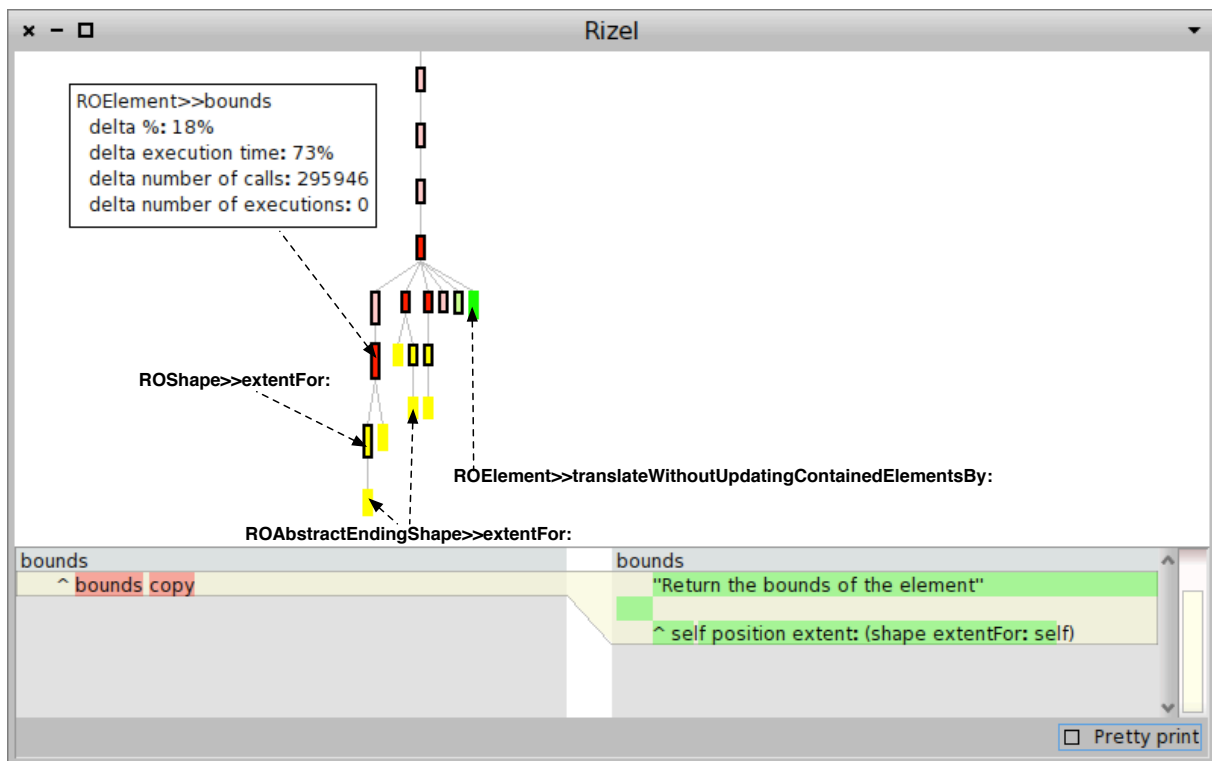 Rizel
ROElement>>bounds
delta %: 18%
delta execution time: 73%
delta number of calls: 295946
delta number of executions: 0
ROShape>>extentFor:
ROElement>>translateWithoutUpdatingContainedElementsBy:
ROAbstractEndingShape>>extentFor:
bounds
^ bounds copy
bounds
"Return the bounds of the element"
^ self position extent: (shape extentFor: self)
Pretty print